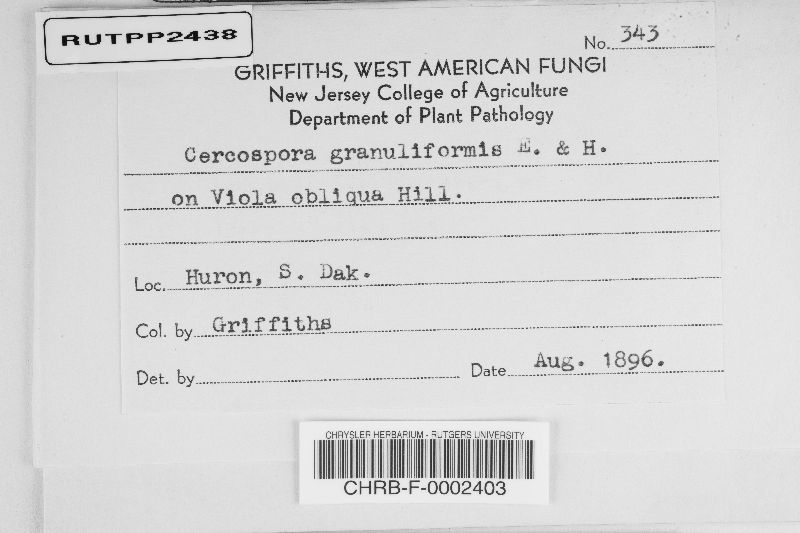 RUTPP2438
No. 343
GRIFFITHS, WEST AMERICAN FUNGI
New Jersey College of Agriculture
Department of Plant Pathology
Cercospora granuliformis E. & H.
on Viola obliqua Hill.
Loc. Huron, S. Dak.
Col. by Griffiths
Det. by
Date Aug. 1896.
CHRYSLER HERBARIUM - RUTGERS UNIVERSITY
CHRB-F-0002403